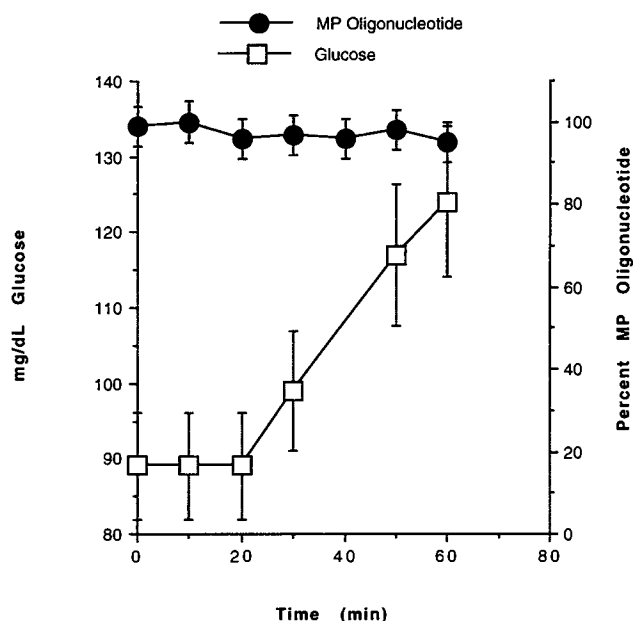 MP Oligonucleotide
Glucose
mg/dL Glucose
140
130
120
110
100
90
80
100
80
60
40
20
0
Percent MP Oligonucleotide
0 20 40 60 80
Time (min)